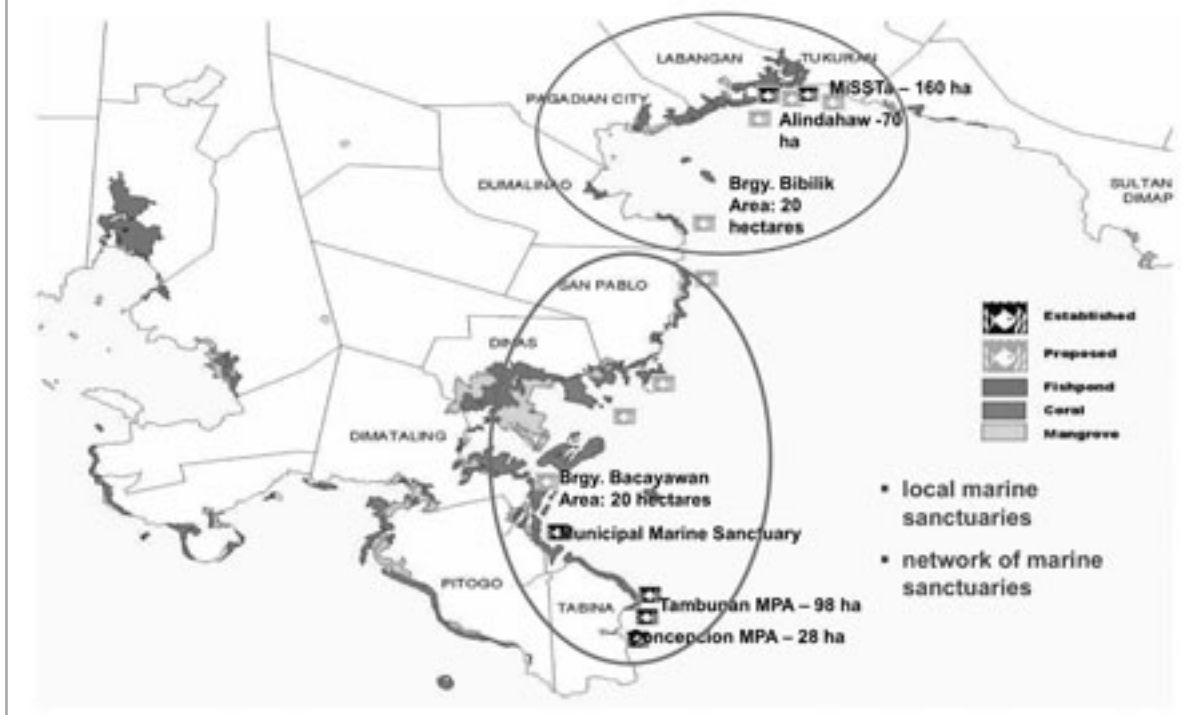 LABANGAN
TUKURAN
MiSSTa – 160 ha
PAGADIAN CITY
Alindahaw -70
ha
DUMALINAO
Brgy. Bibilik
Area: 20
hectares
SULTAN
DIMAP
SAN PABLO
Established
Proposed
DINAS
Fishpond
Coral
Mangrove
DIMATALING
Brgy. Bacayawan
Area: 20 hectares
▪ local marine
sanctuaries
Municipal Marine Sanctuary
▪ network of marine
sanctuaries
PITOGO
TABINA
Tambunan MPA – 98 ha
Concepcion MPA – 28 ha